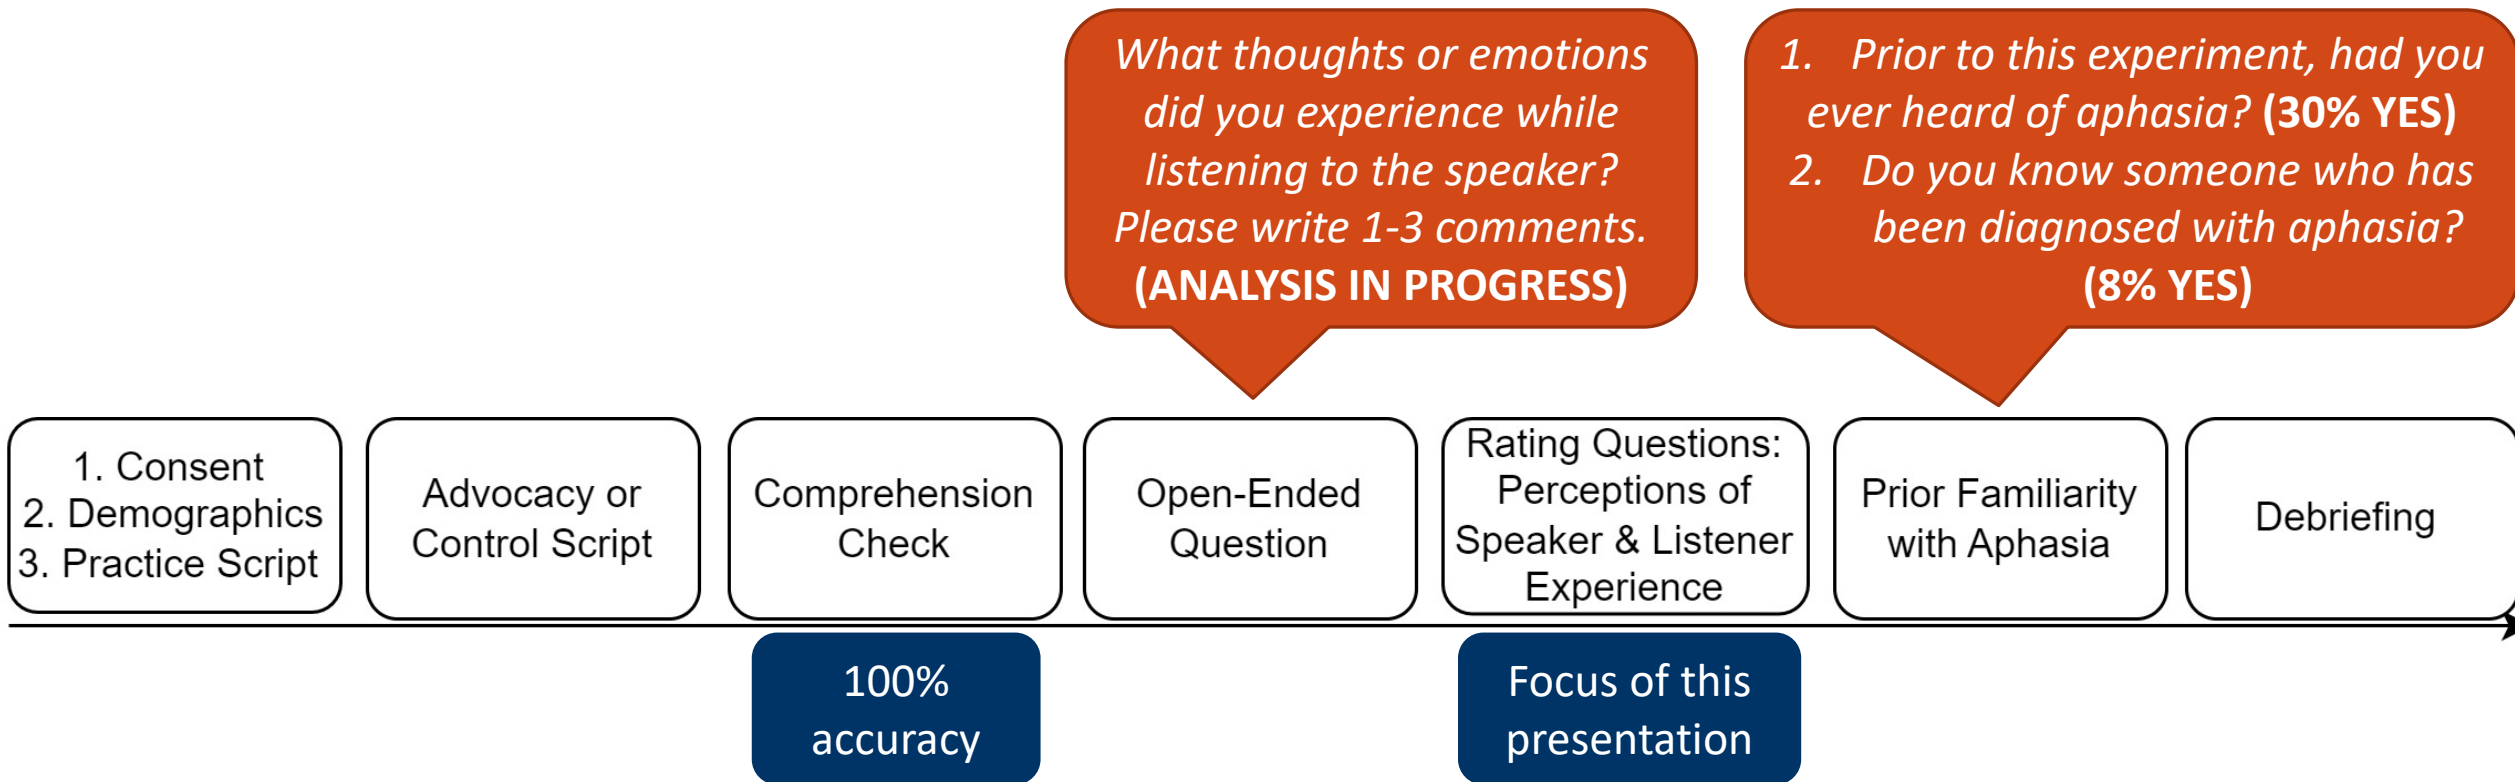 What thoughts or emotions
did you experience while
listening to the speaker?
Please write 1-3 comments.
(ANALYSIS IN PROGRESS)
1. Prior to this experiment, had you
ever heard of aphasia? (30% YES)
2. Do you know someone who has
been diagnosed with aphasia?
(8% YES)
1. Consent
2. Demographics
3. Practice Script
Advocacy or
Control Script
Comprehension
Check
Open-Ended
Question
Rating Questions:
Perceptions of
Speaker & Listener
Experience
Prior Familiarity
with Aphasia
Debriefing
100%
accuracy
Focus of this
presentation